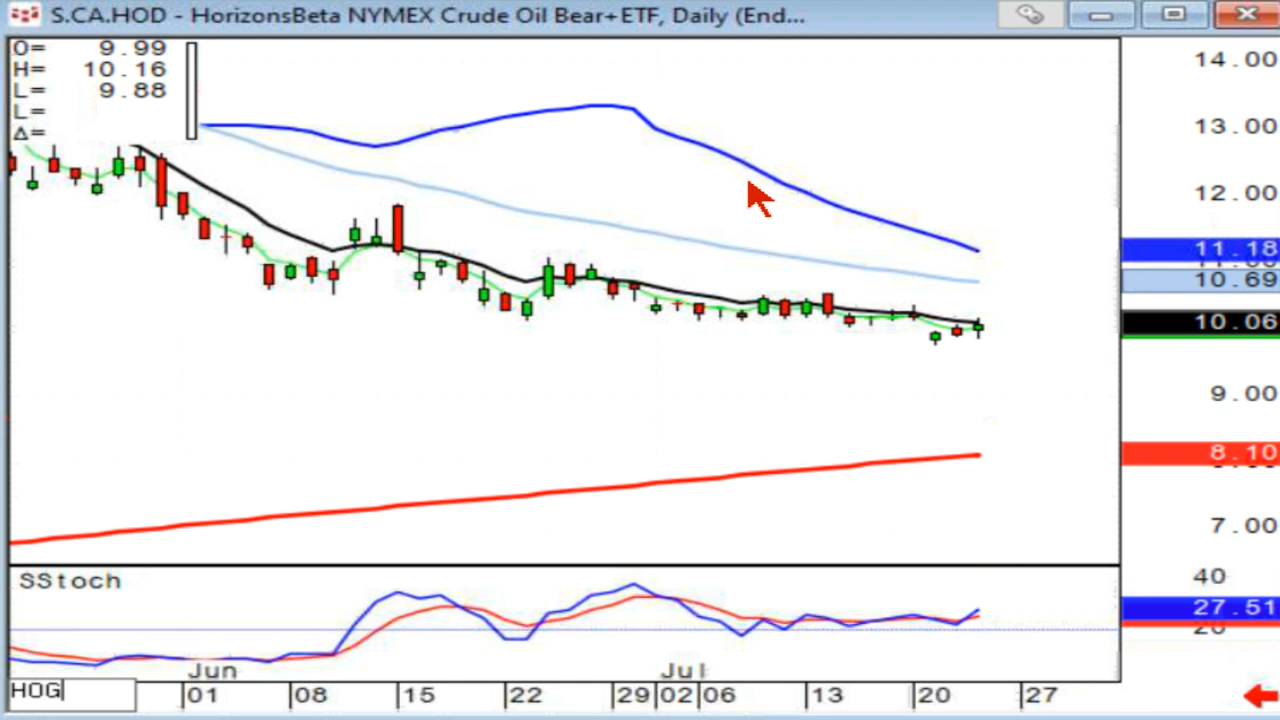 S.CA.HOD - HorizonsBeta NYMEX Crude Oil Bear+ETF, Daily (End...
O= 9.99
H= 10.16
L= 9.88
L=
Δ=
14.00
13.00
12.00
11.18
10.69
10.06
9.00
8.10
7.00
SStoch
40
27.51
20
Jun Jul
HOG
01 08 15 22 29 02 06 13 20 27